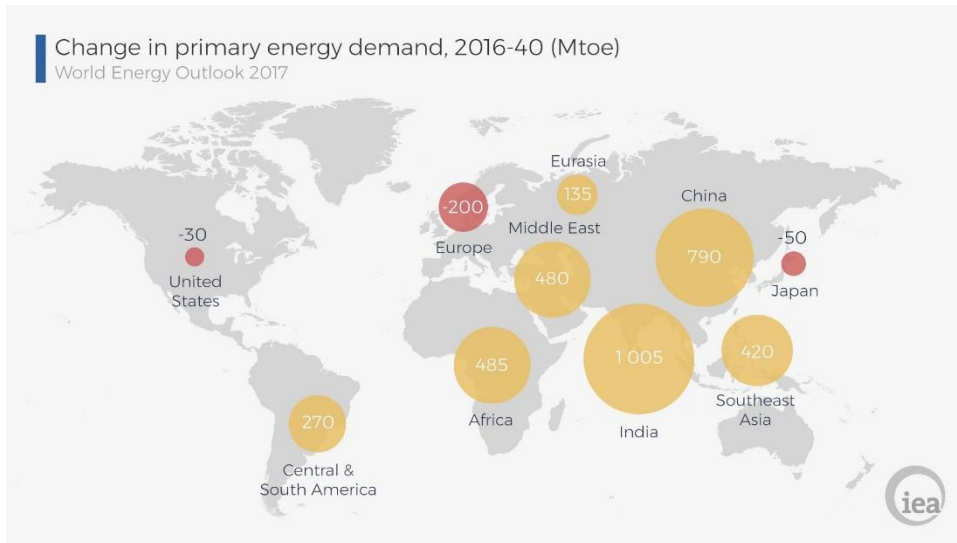 Change in primary energy demand, 2016-40 (Mtoe)
World Energy Outlook 2017
Eurasia
135
China
-200
Europe
Middle East
-30
United
States
480
790
-50
Japan
485
Africa
1 005
India
420
Southeast
Asia
270
Central &
South America
iea